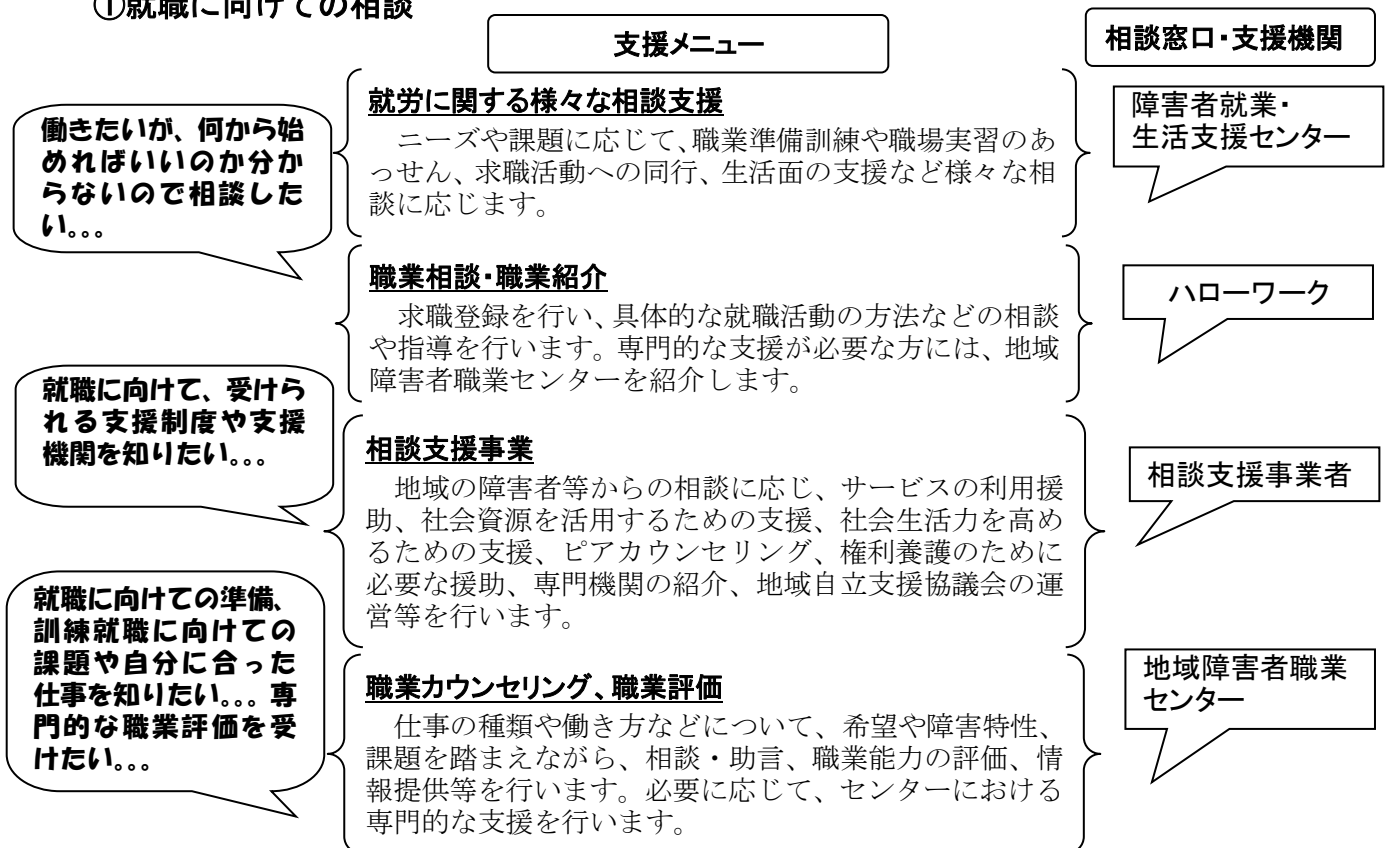 ①就職に向けての相談
支援メニュー
相談窓口・支援機関
働きたいが、何から始
めればいいのか分か
らないので相談した
い。。。
就労に関する様々な相談支援
ニーズや課題に応じて、職業準備訓練や職場実習のあ
っせん、求職活動への同行、生活面の支援など様々な相
談に応じます。
障害者就業・
生活支援センター
職業相談・職業紹介
求職登録を行い、具体的な就職活動の方法などの相談
や指導を行います。専門的な支援が必要な方には、地域
障害者職業センターを紹介します。
ハローワーク
就職に向けて、受けら
れる支援制度や支援
機関を知りたい。。。
相談支援事業
地域の障害者等からの相談に応じ、サービスの利用援
助、社会資源を活用するための支援、社会生活力を高め
るための支援、ピアカウンセリング、権利養護のために
必要な援助、専門機関の紹介、地域自立支援協議会の運
営等を行います。
相談支援事業者
就職に向けての準備、
訓練就職に向けての
課題や自分に合った
仕事を知りたい。。。専
門的な職業評価を受
けたい。。。
職業カウンセリング、職業評価
仕事の種類や働き方などについて、希望や障害特性、
課題を踏まえながら、相談・助言、職業能力の評価、情
報提供等を行います。必要に応じて、センターにおける
専門的な支援を行います。
地域障害者職業
センター